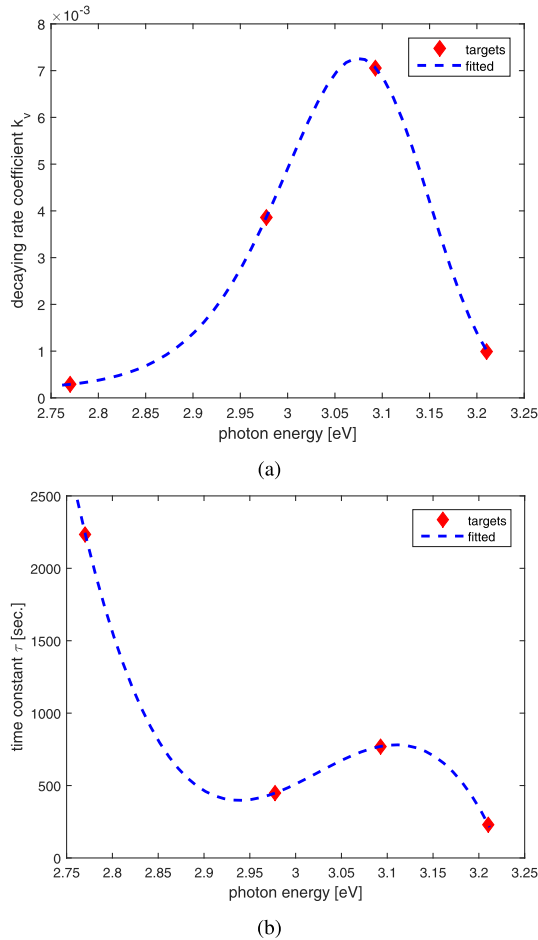 ×10⁻³
8
7
6
5
4
3
2
1
0
decaying rate coefficient kᵥ
targets
fitted
2.75 2.8 2.85 2.9 2.95 3 3.05 3.1 3.15 3.2 3.25
photon energy [eV]
(a)
2500
2000
1500
1000
500
0
time constant τ [sec.]
targets
fitted
2.75 2.8 2.85 2.9 2.95 3 3.05 3.1 3.15 3.2 3.25
photon energy [eV]
(b)